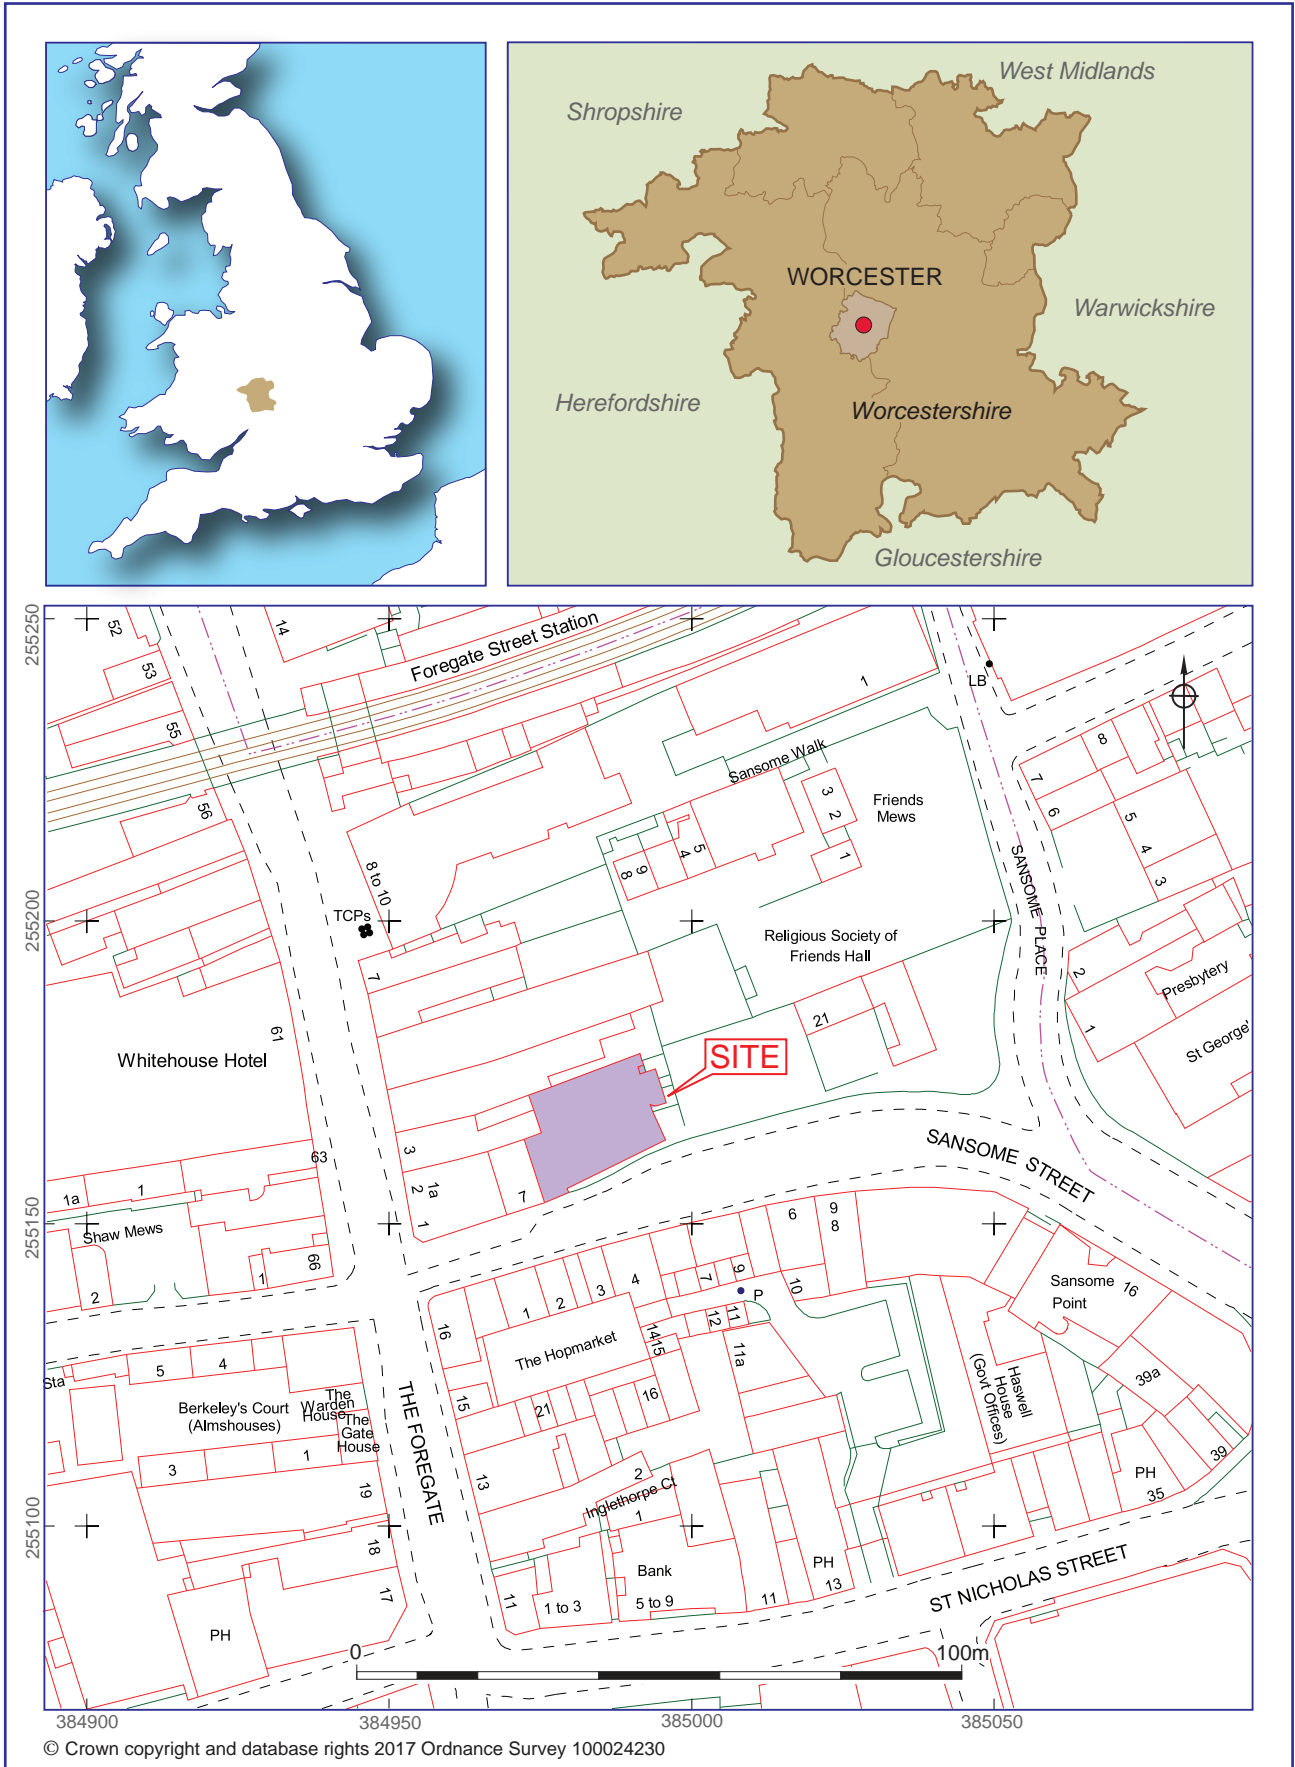 West Midlands
Shropshire
WORCESTER
Warwickshire
Herefordshire
Worcestershire
Gloucestershire
255250
255200
255150
255100
52
53
55
14
Foregate Street Station
1
LB
56
Sansome Walk
3
2
1
Friends
Mews
8
7
6
5
4
3
8 to 10
TCPs
8
9
4
5
SANSOME PLACE
Religious Society of
Friends Hall
7
2
1
Presbytery
St George'
21
61
Whitehouse Hotel
SITE
3
2
1a
1
7
63
1a
1
Shaw Mews
2
1
66
SANSOME STREET
6
9
8
10
Sansome
Point
16
1
2
3
4
7
9
P
16
The Hopmarket
14
15
12
11
11a
15
21
16
Sta
5
4
Berkeley's Court
(Almshouses)
The
Warden
House
The
Gate
House
3
1
19
18
17
THE FOREGATE
Haswell
House
(Govt Offices)
39a
39
PH
35
13
2
Inglethorpe Ct
1
Bank
5 to 9
11
1 to 3
11
PH
13
ST NICHOLAS STREET
PH
0
100m
384900
384950
385000
385050
© Crown copyright and database rights 2017 Ordnance Survey 100024230